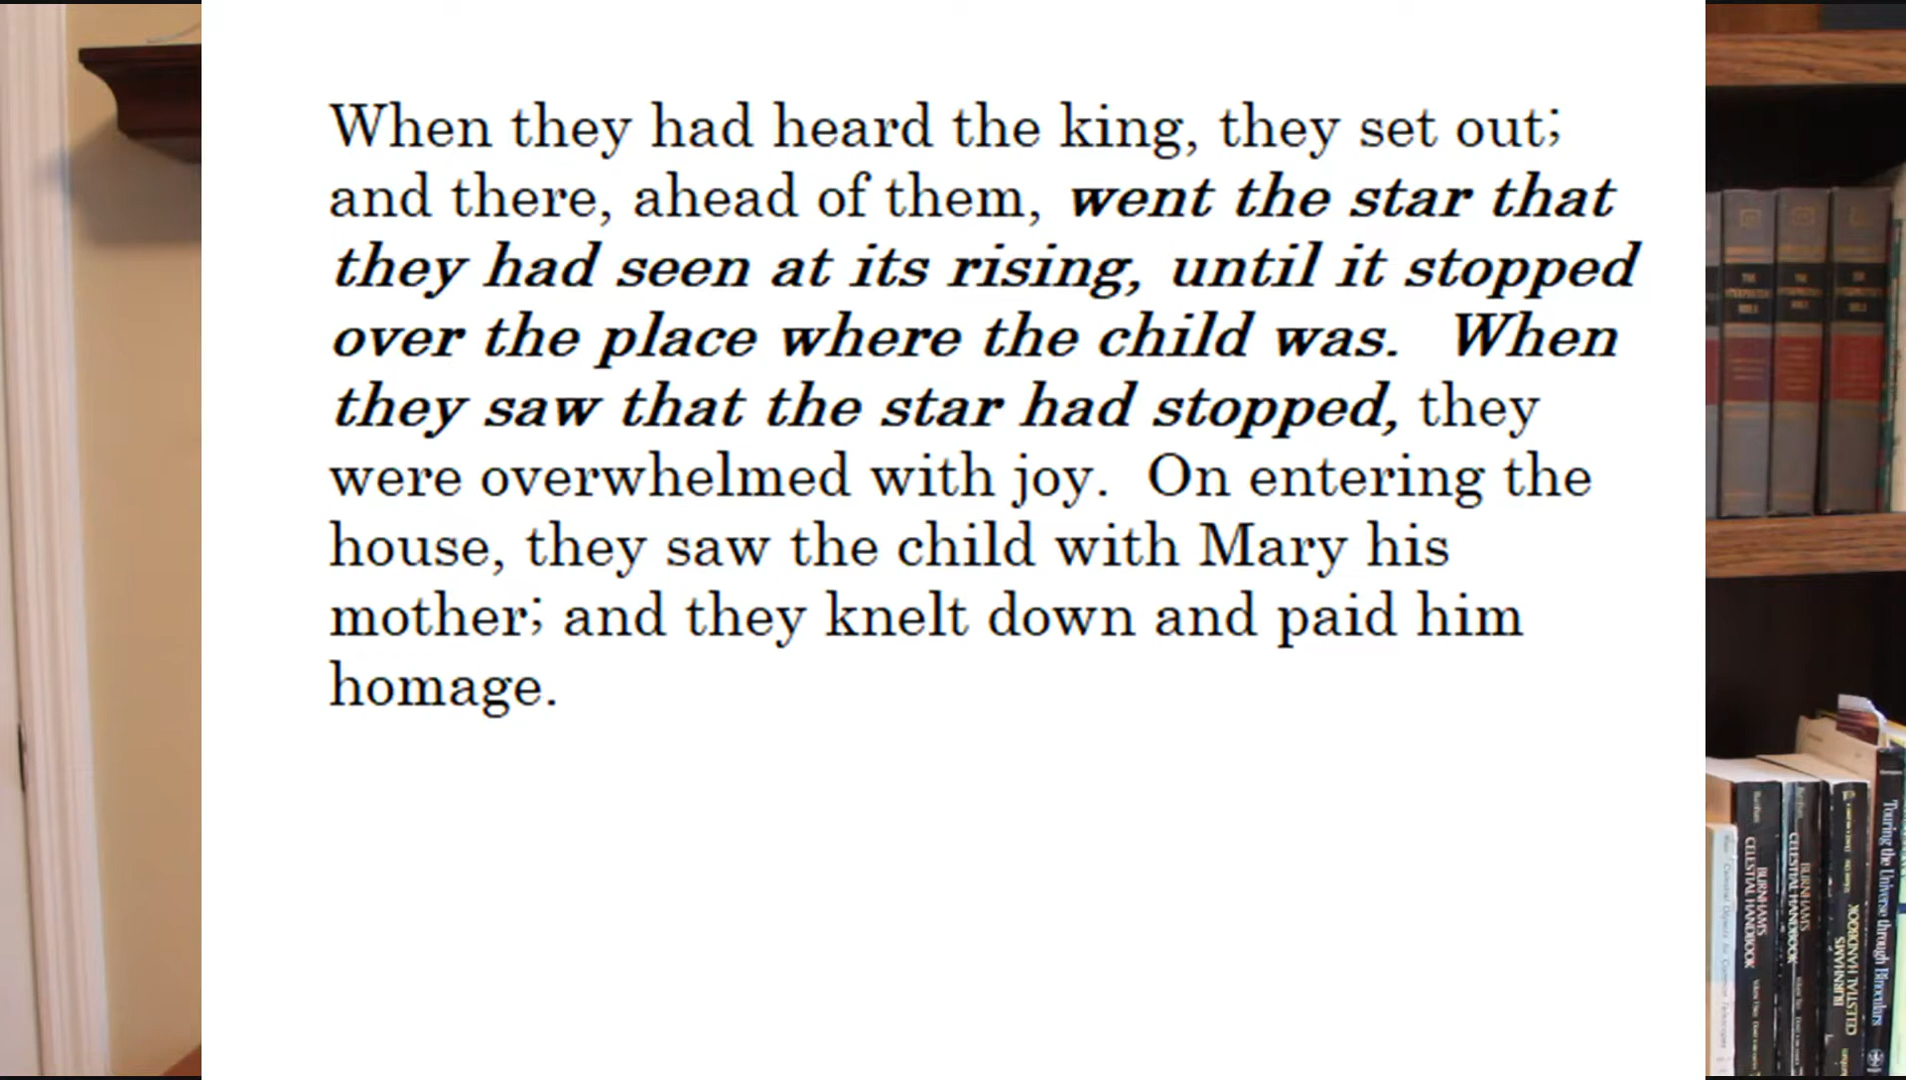 When they had heard the king, they set out;
and there, ahead of them, went the star that
they had seen at its rising, until it stopped
over the place where the child was.  When
they saw that the star had stopped, they
were overwhelmed with joy.  On entering the
house, they saw the child with Mary his
mother; and they knelt down and paid him
homage.
BURNHAM'S
CELESTIAL HANDBOOK
BURNHAM'S
CELESTIAL HANDBOOK
BURNHAM'S
CELESTIAL HANDBOOK
Touring the Universe through Binoculars